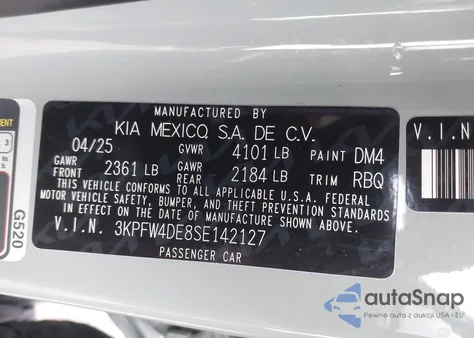 MANUFACTURED BY
KIA MEXICO, S.A. DE C.V.
04/25 GVWR 4101 LB PAINT DM4
GAWR FRONT 2361 LB GAWR REAR 2184 LB TRIM RBQ
THIS VEHICLE CONFORMS TO ALL APPLICABLE U.S.A. FEDERAL
MOTOR VEHICLE SAFETY, BUMPER, AND THEFT PREVENTION STANDARDS
IN EFFECT ON THE DATE OF MANUFACTURE SHOWN ABOVE.
V.I.N. 3KPFW4DE8SE142127
PASSENGER CAR
G520
3
V.I.N
autoSnap
Pewne auta z aukcji USA i EU